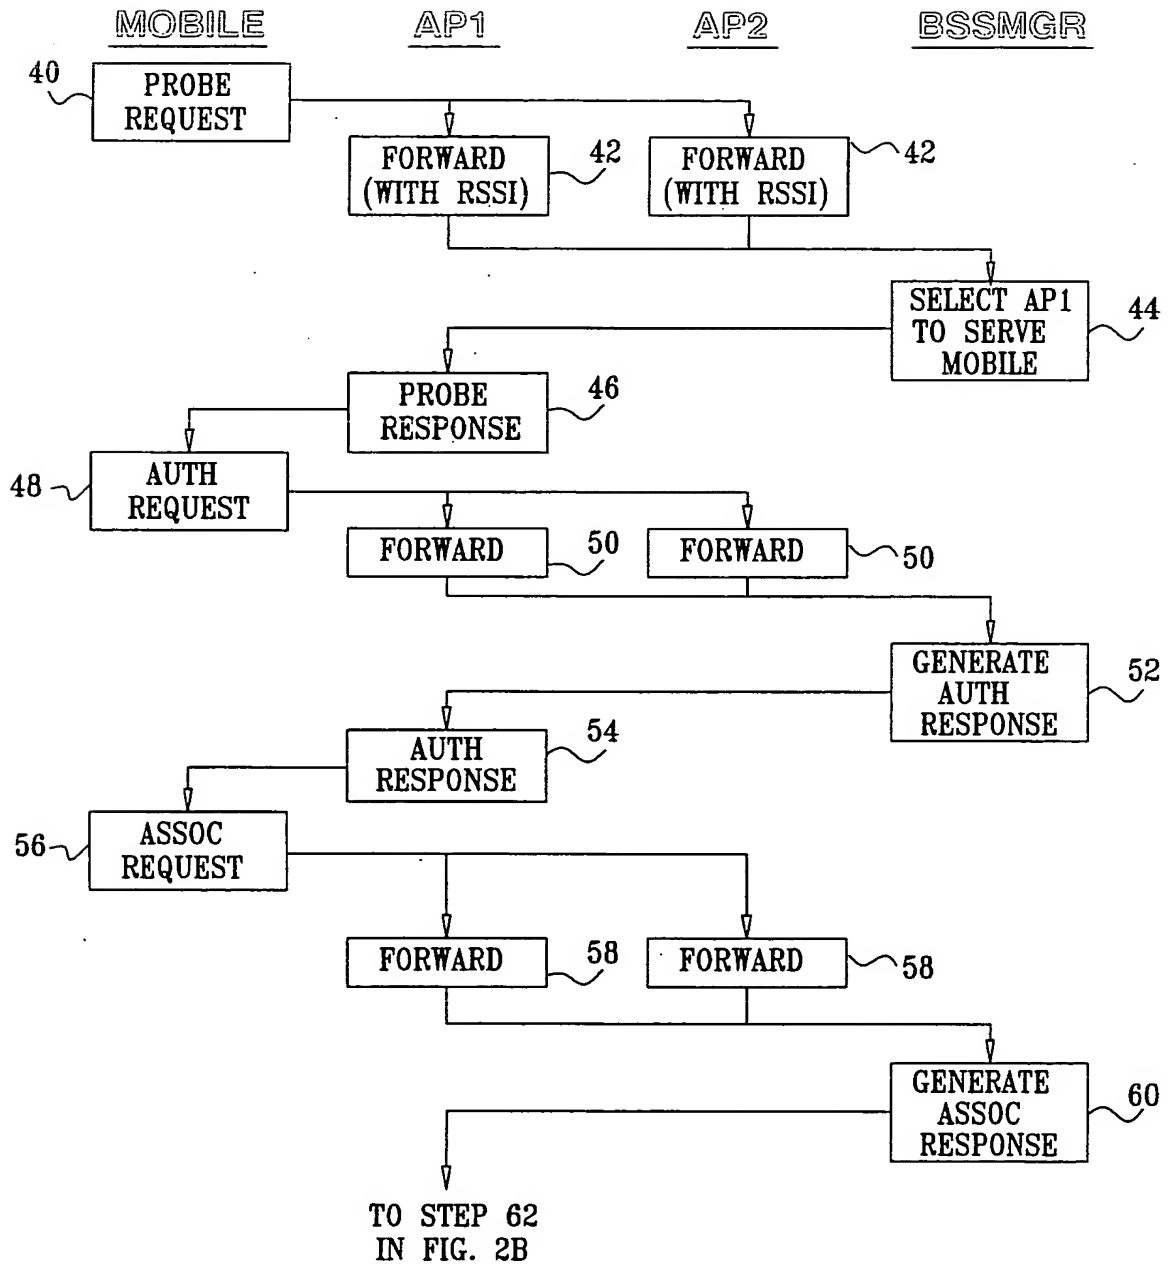 MOBILE AP1 AP2 BSSMGR
40
PROBE
REQUEST
FORWARD
(WITH RSSI)
42
FORWARD
(WITH RSSI)
42
SELECT AP1
TO SERVE
MOBILE
44
PROBE
RESPONSE
46
48
AUTH
REQUEST
FORWARD
50
FORWARD
50
GENERATE
AUTH
RESPONSE
52
AUTH
RESPONSE
54
56
ASSOC
REQUEST
FORWARD
58
FORWARD
58
GENERATE
ASSOC
RESPONSE
60
TO STEP 62
IN FIG. 2B